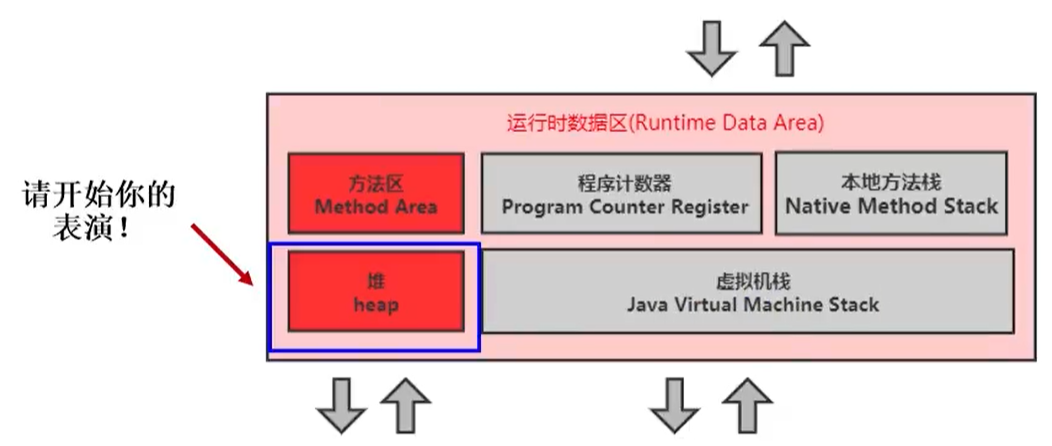 运行时数据区(Runtime Data Area)
方法区
Method Area
程序计数器
Program Counter Register
本地方法栈
Native Method Stack
请开始你的
表演！
堆
heap
虚拟机栈
Java Virtual Machine Stack